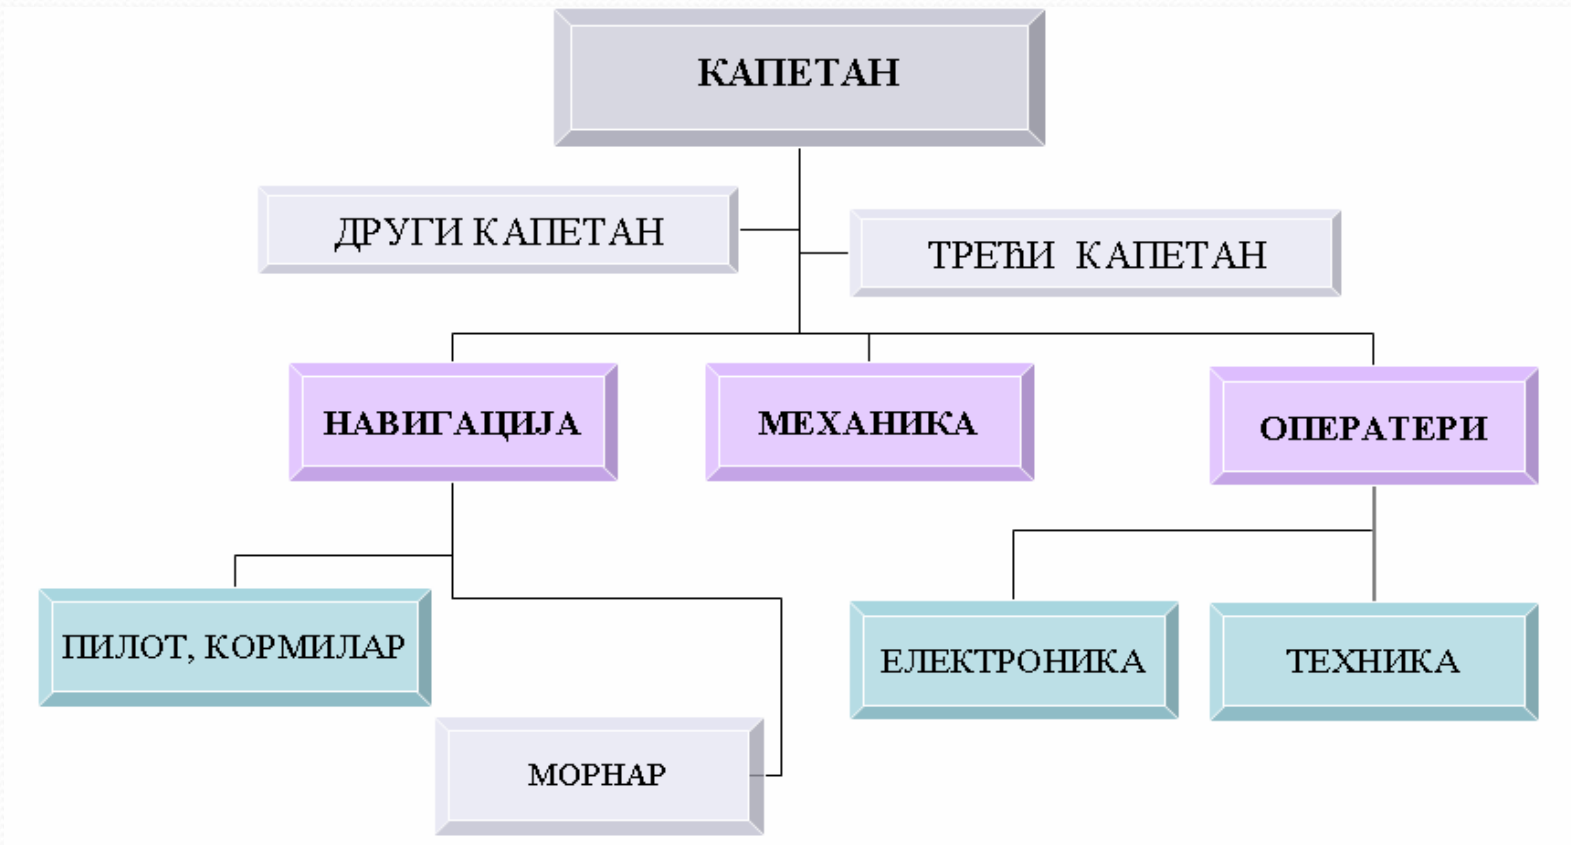 КАПЕТАН
ДРУГИ КАПЕТАН
ТРЕЋИ КАПЕТАН
НАВИГАЦИЈА
МЕХАНИКА
ОПЕРАТЕРИ
ПИЛОТ, КОРМИЛАР
ЕЛЕКТРОНИКА
ТЕХНИКА
МОРНАР